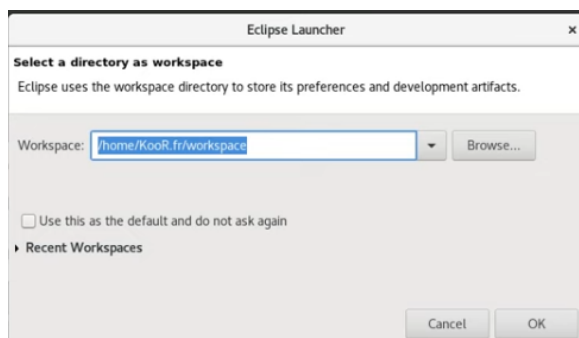 Eclipse Launcher
Select a directory as workspace
Eclipse uses the workspace directory to store its preferences and development artifacts.
Workspace: /home/KooR.fr/workspace Browse...
Use this as the default and do not ask again
Recent Workspaces
Cancel OK